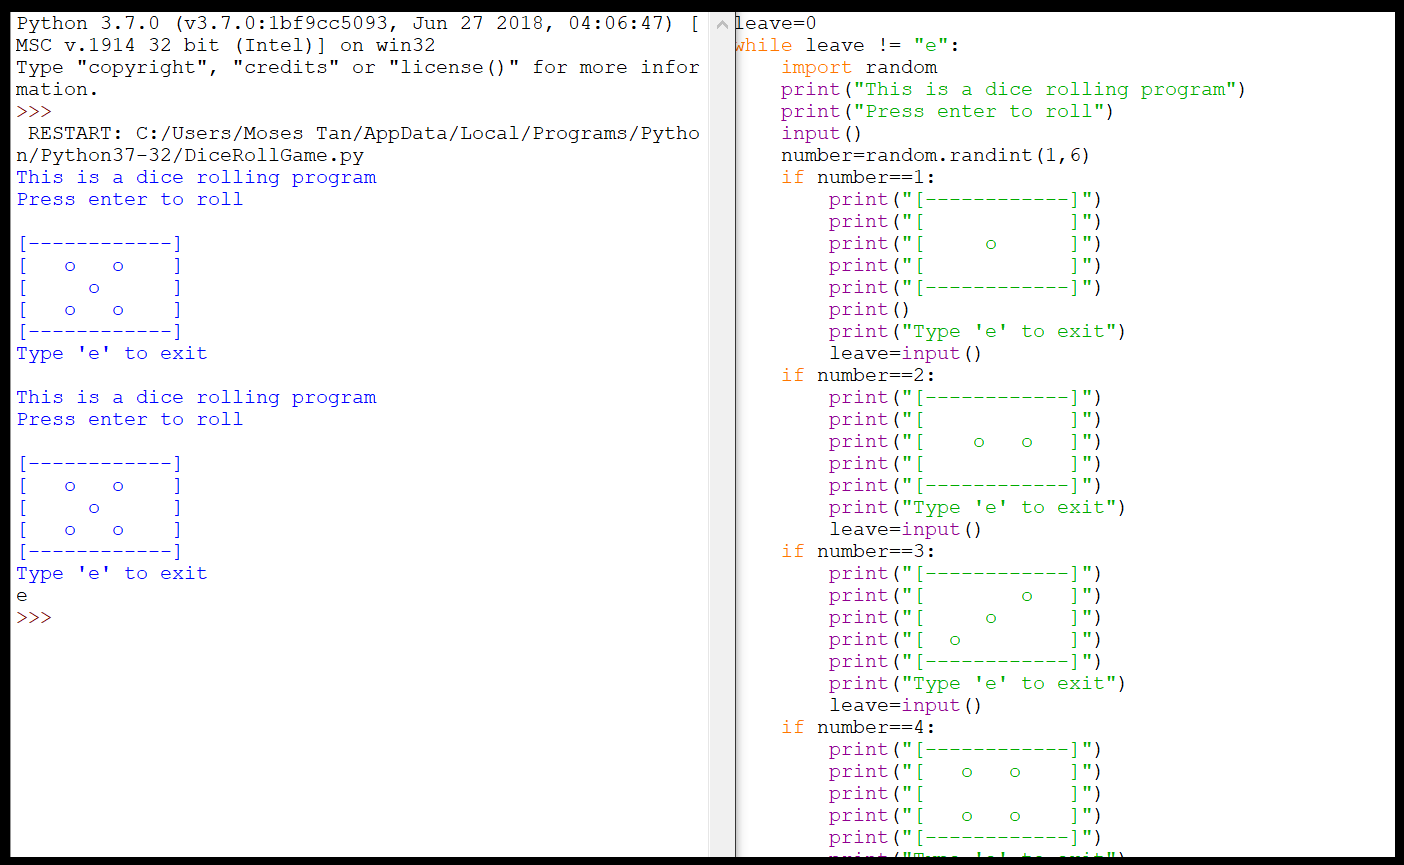 Python 3.7.0 (v3.7.0:1bf9cc5093, Jun 27 2018, 04:06:47) [
MSC v.1914 32 bit (Intel)] on win32
Type "copyright", "credits" or "license()" for more infor
mation.
>>>
 RESTART: C:/Users/Moses Tan/AppData/Local/Programs/Pytho
n/Python37-32/DiceRollGame.py
This is a dice rolling program
Press enter to roll

[------------]
[   o   o    ]
[     o      ]
[   o   o    ]
[------------]
Type 'e' to exit

This is a dice rolling program
Press enter to roll

[------------]
[   o   o    ]
[     o      ]
[   o   o    ]
[------------]
Type 'e' to exit
e
>>>
leave=0
while leave != "e":
    import random
    print("This is a dice rolling program")
    print("Press enter to roll")
    input()
    number=random.randint(1,6)
    if number==1:
        print("[------------]")
        print("[            ]")
        print("[     o      ]")
        print("[            ]")
        print("[------------]")
        print()
        print("Type 'e' to exit")
        leave=input()
    if number==2:
        print("[------------]")
        print("[            ]")
        print("[    o   o   ]")
        print("[            ]")
        print("[------------]")
        print("Type 'e' to exit")
        leave=input()
    if number==3:
        print("[------------]")
        print("[        o   ]")
        print("[     o      ]")
        print("[  o         ]")
        print("[------------]")
        print("Type 'e' to exit")
        leave=input()
    if number==4:
        print("[------------]")
        print("[   o   o    ]")
        print("[            ]")
        print("[   o   o    ]")
        print("[------------]")
        print("Type 'e' to exit")